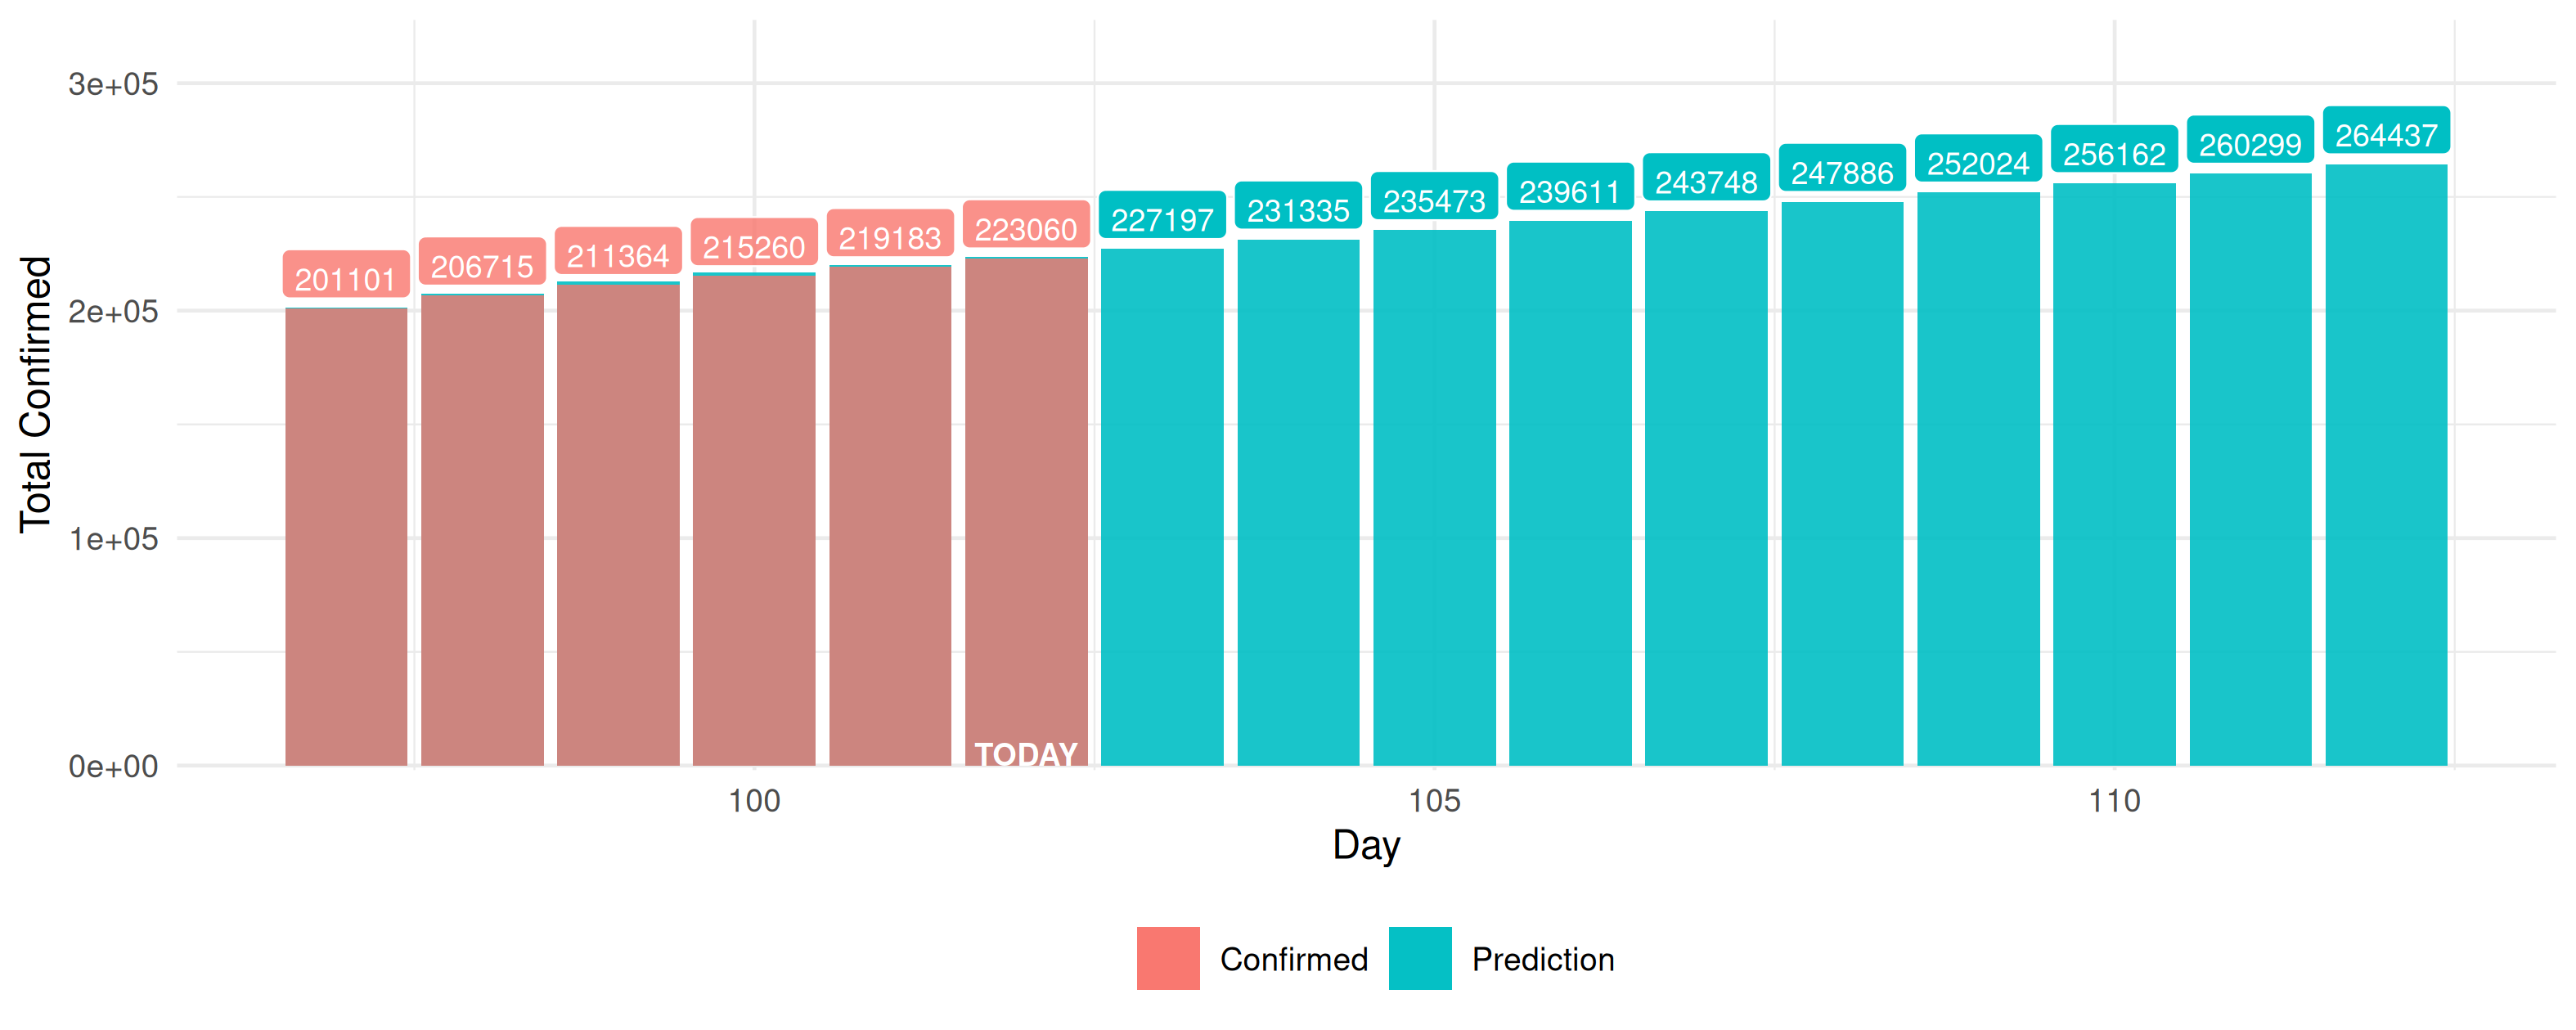 3e+05
2e+05
1e+05
0e+00
Total Confirmed
201101
206715
211364
215260
219183
223060
227197
231335
235473
239611
243748
247886
252024
256162
260299
264437
TODAY
100
105
110
Day
Confirmed
Prediction